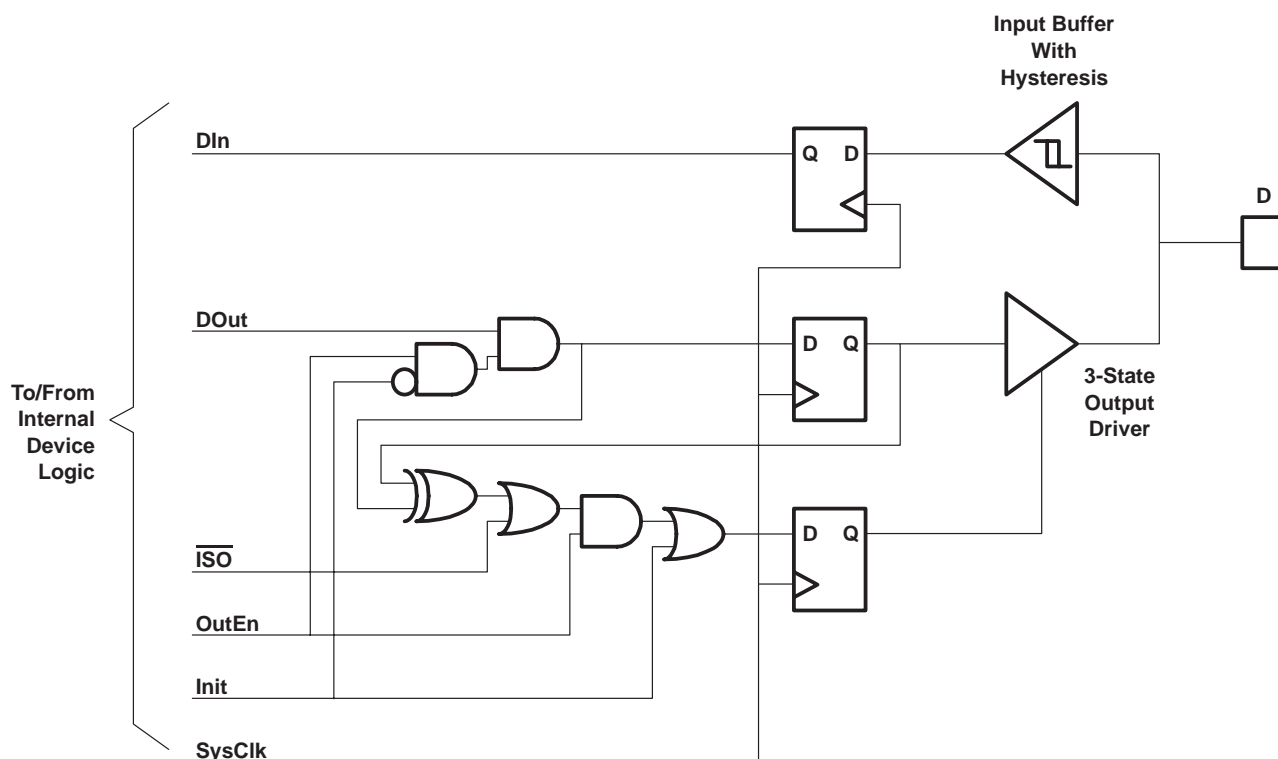 Input Buffer
With
Hysteresis
DIn
Q D
D
DOut
D Q
3-State
Output
Driver
To/From
Internal
Device
Logic
D Q
ISO
OutEn
Init
SysClk